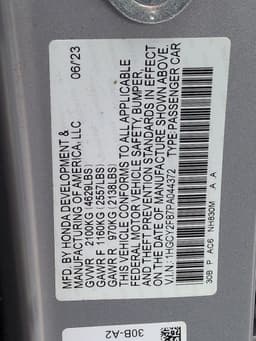 MFD. BY HONDA DEVELOPMENT & 06/23
MANUFACTURING OF AMERICA, LLC
GVWR 2100KG (4629LBS)
GAWR F 1160KG (2557LBS)
GAWR R 970KG (2138LBS)
THIS VEHICLE CONFORMS TO ALL APPLICABLE
FEDERAL MOTOR VEHICLE SAFETY BUMPER,
AND THEFT PREVENTION STANDARDS IN EFFECT
ON THE DATE OF MANUFACTURE SHOWN ABOVE.
V.I.N.: 1HGCY2F87PA044372 TYPE: PASSENGER CAR
30B P AC6 NH830M A A
30B-A2